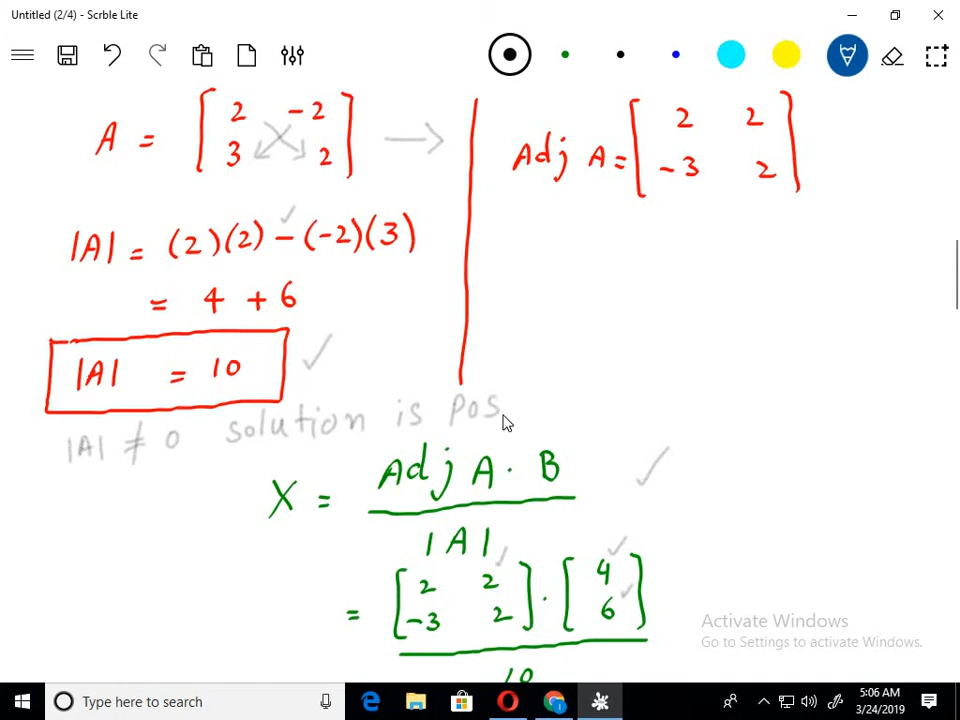 Untitled (2/4) - Scrble Lite
A = [ 2 -2
3 2 ]
|A| = (2)(2) - (-2)(3)
= 4 + 6
|A| = 10
|A| ≠ 0 solution is pos
Adj A = [ 2 2
-3 2 ]
X = Adj A . B
|A|
= [ 2 2
-3 2 ] . [ 4
6 ]
10
Activate Windows
Go to Settings to activate Windows.
Type here to search
5:06 AM
3/24/2019